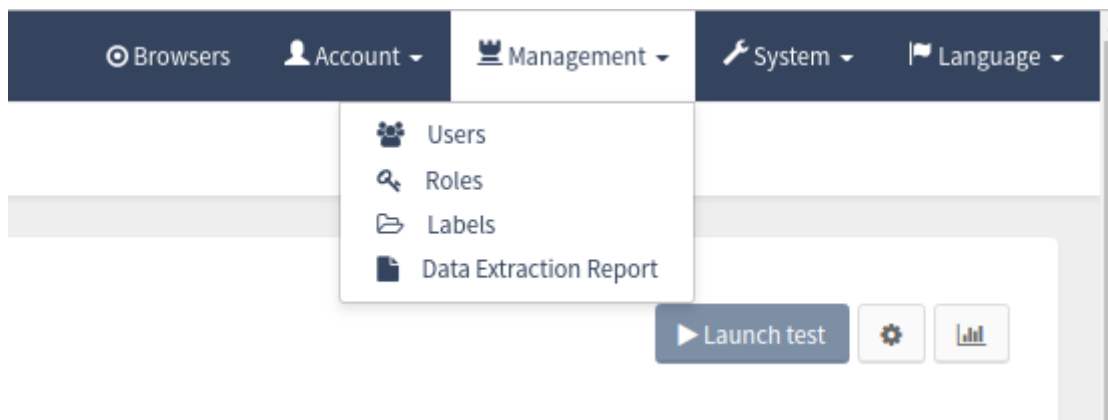 Browsers Account Management System Language
Users
Roles
Labels
Data Extraction Report
Launch test